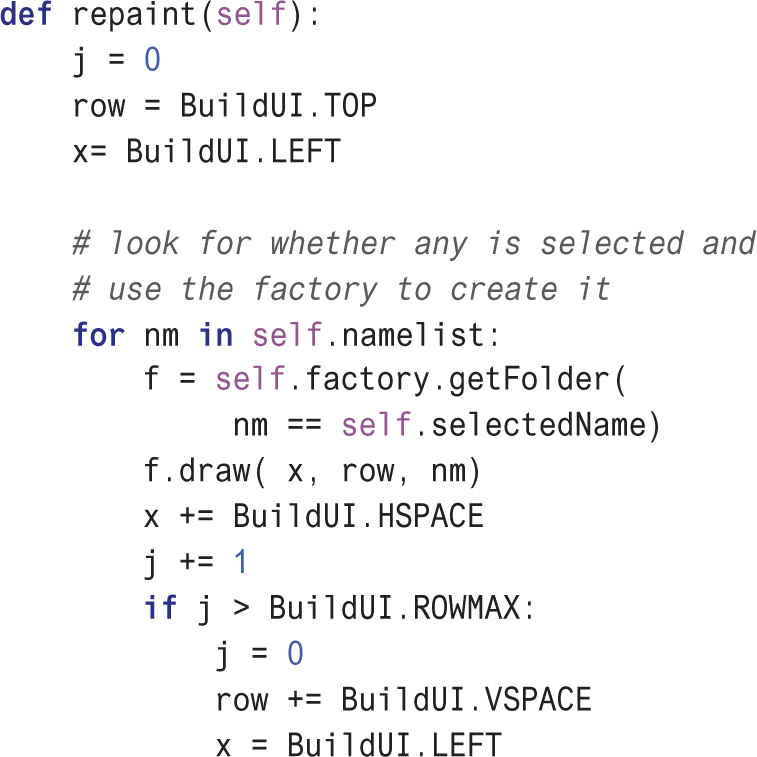 def repaint(self):
    j = 0
    row = BuildUI.TOP
    x= BuildUI.LEFT

    # look for whether any is selected and
    # use the factory to create it
    for nm in self.namelist:
        f = self.factory.getFolder(
             nm == self.selectedName)
        f.draw( x, row, nm)
        x += BuildUI.HSPACE
        j += 1
        if j > BuildUI.ROWMAX:
            j = 0
            row += BuildUI.VSPACE
            x = BuildUI.LEFT